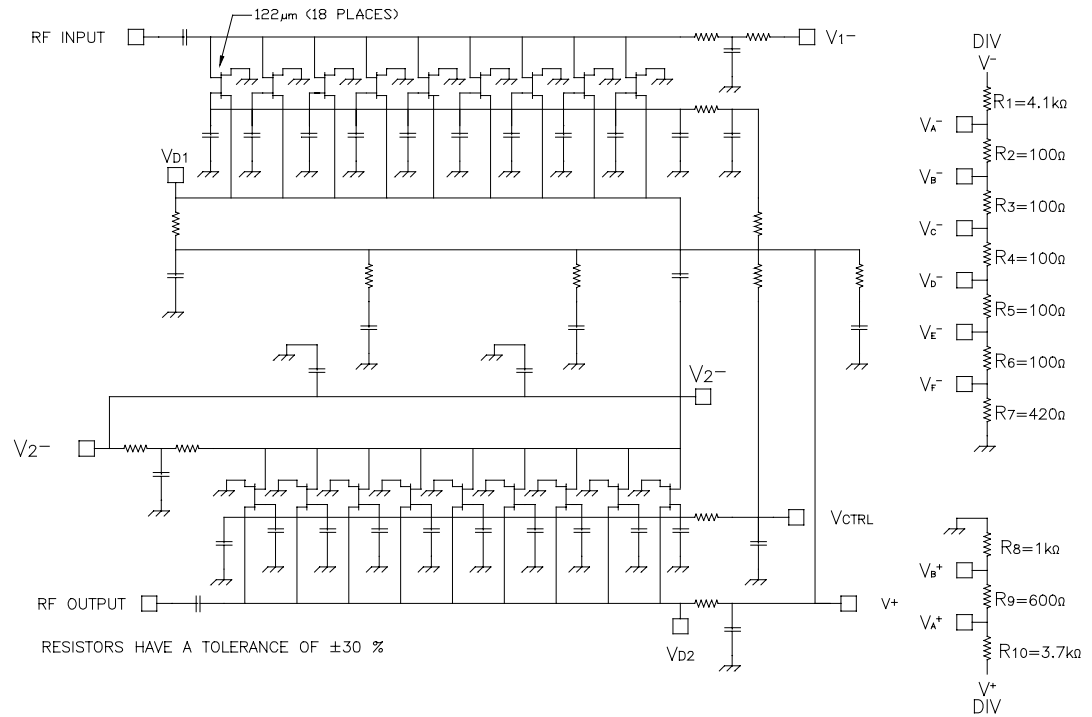 122µm (18 PLACES)
RF INPUT
V1-
VD1
V2-
V2-
VCTRL
RF OUTPUT
V+
VD2
RESISTORS HAVE A TOLERANCE OF ±30 %
DIV
V-
R1=4.1kΩ
VA-
R2=100Ω
VB-
R3=100Ω
VC-
R4=100Ω
VD-
R5=100Ω
VE-
R6=100Ω
VF-
R7=420Ω
R8=1kΩ
VB+
R9=600Ω
VA+
R10=3.7kΩ
V+
DIV